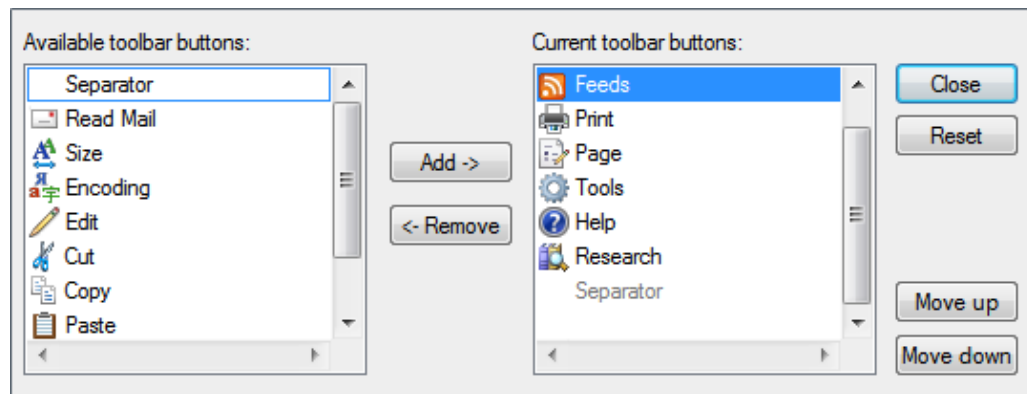 Available toolbar buttons:
Separator
Read Mail
Size
Encoding
Edit
Cut
Copy
Paste
Add ->
<- Remove
Current toolbar buttons:
Feeds
Print
Page
Tools
Help
Research
Separator
Close
Reset
Move up
Move down